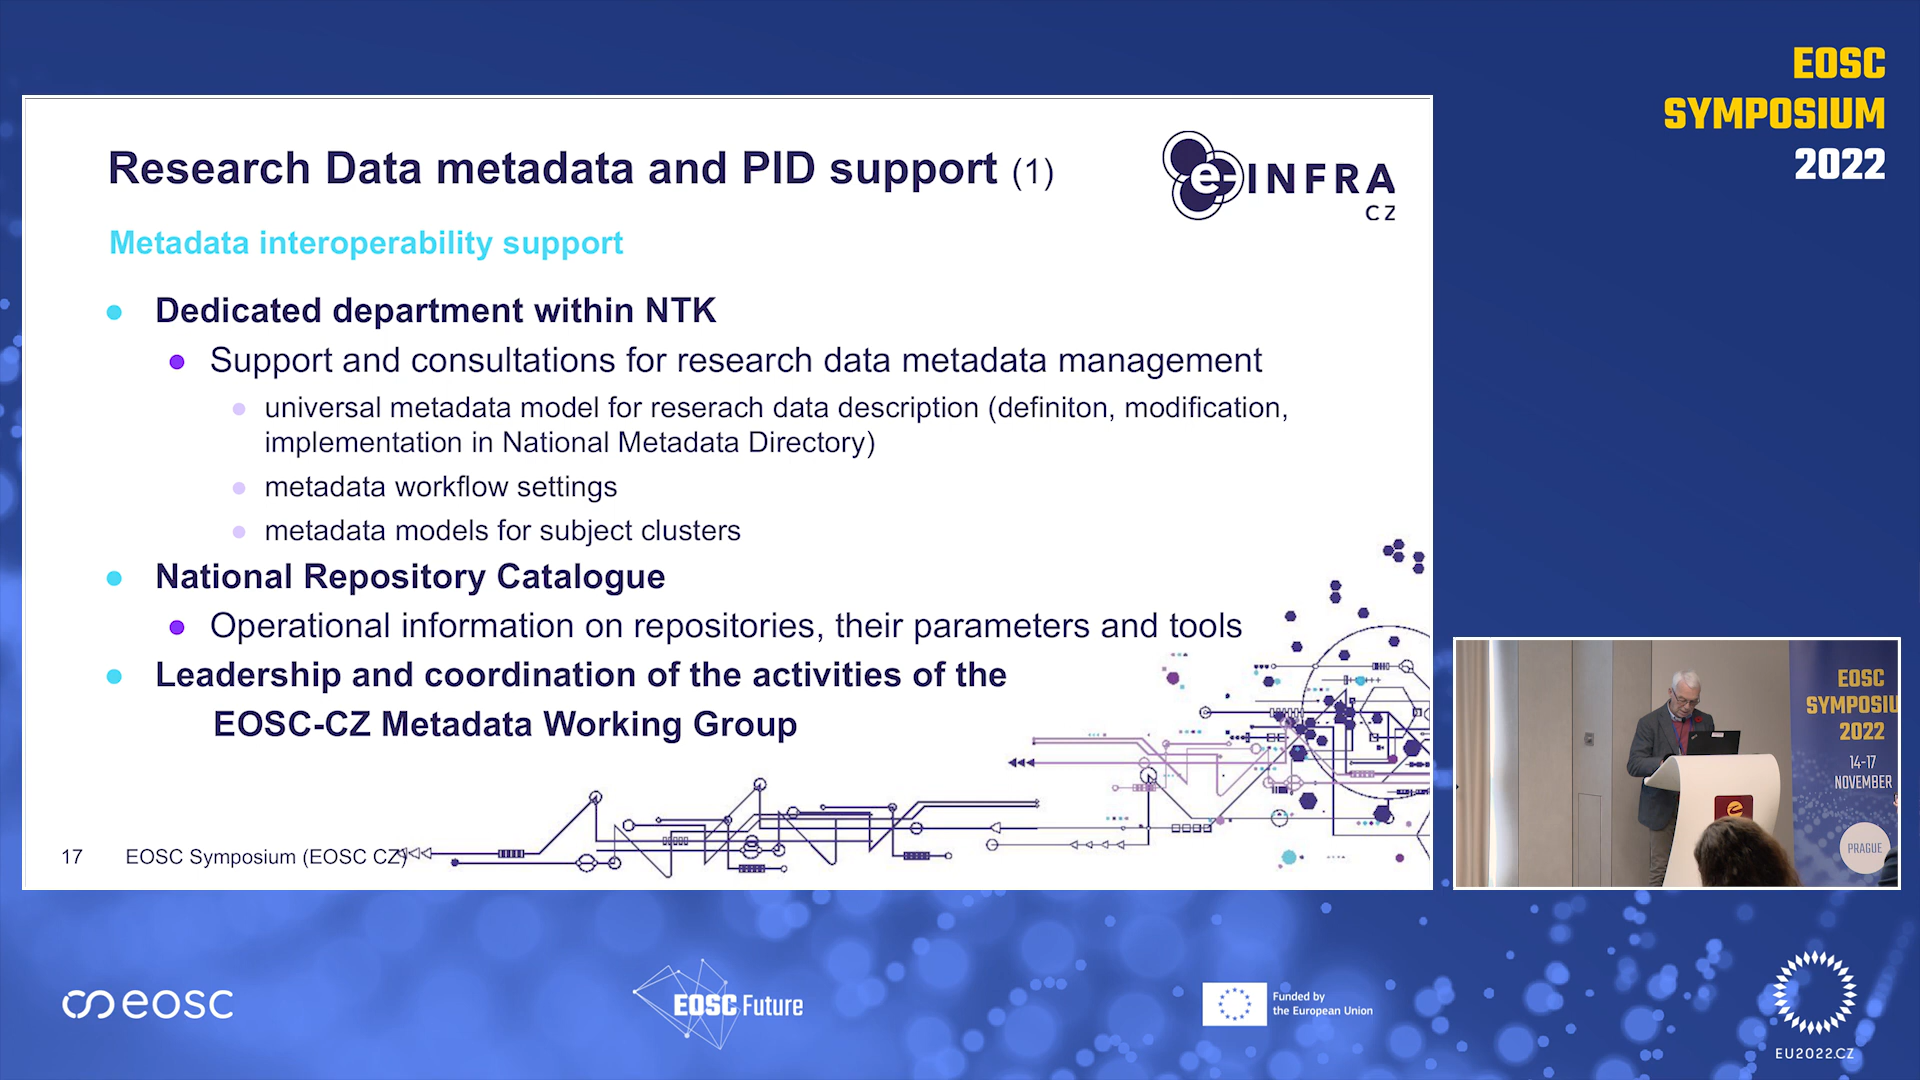 EOSC
SYMPOSIUM
2022
Research Data metadata and PID support (1)
e-INFRA
CZ
Metadata interoperability support
Dedicated department within NTK
Support and consultations for research data metadata management
universal metadata model for reserach data description (definiton, modification,
implementation in National Metadata Directory)
metadata workflow settings
metadata models for subject clusters
National Repository Catalogue
Operational information on repositories, their parameters and tools
Leadership and coordination of the activities of the
EOSC-CZ Metadata Working Group
17
EOSC Symposium (EOSC CZ)
EOSC
SYMPOSIU
2022
14-17
NOVEMBER
PRAGUE
eosc
EOSC Future
Funded by
the European Union
EU2022.CZ